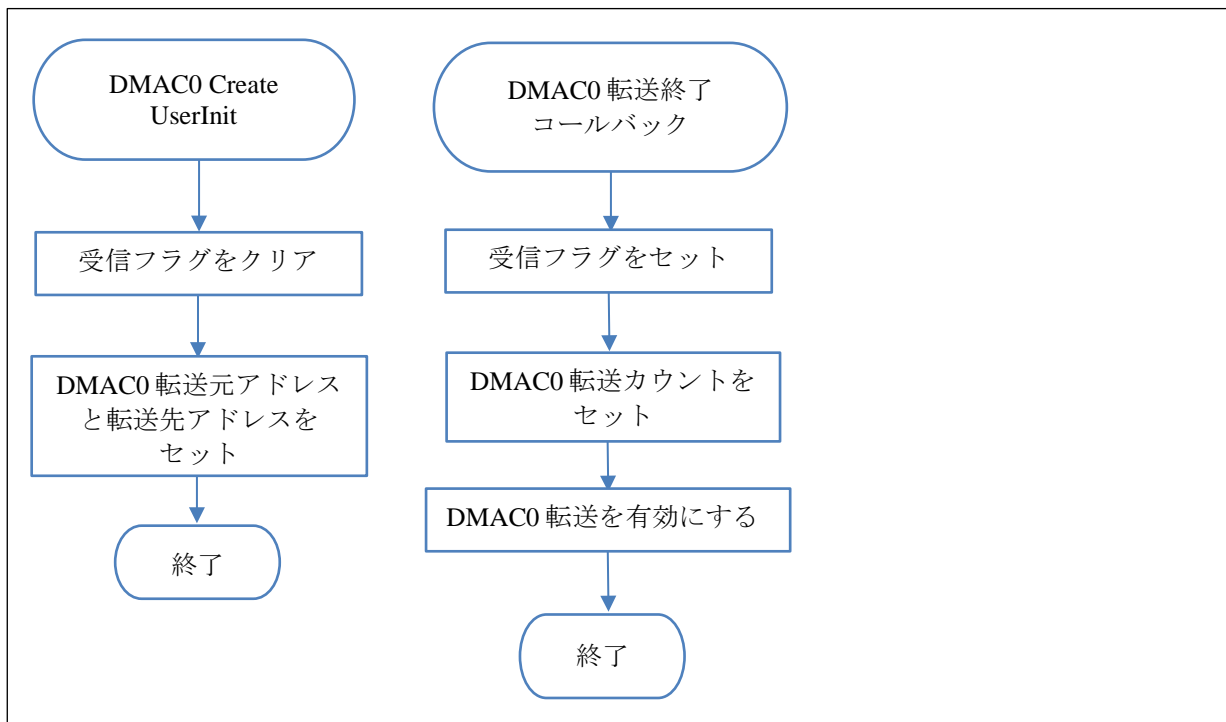 DMAC0 Create
UserInit
受信フラグをクリア
DMAC0 転送元アドレス
と転送先アドレスを
セット
終了
DMAC0 転送終了
コールバック
受信フラグをセット
DMAC0 転送カウントを
セット
DMAC0 転送を有効にする
終了